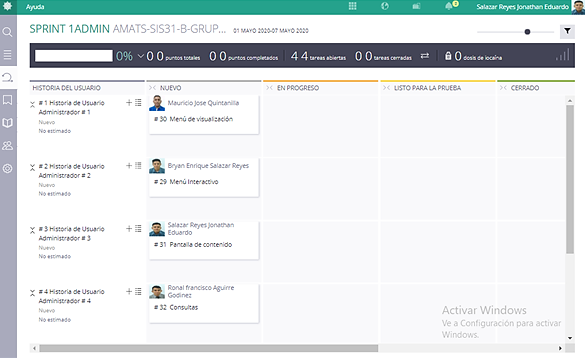 Ayuda
2
Salazar Reyes Jonathan Eduardo
SPRINT 1ADMIN AMATS-SIS31-B-GRUP... 01 MAYO 2020-07 MAYO 2020
0% 0 0 puntos totales 0 0 puntos completados 4 4 tareas abiertas 0 0 tareas cerradas 0 dosis de iocaína
HISTORIA DEL USUARIO NUEVO EN PROGRESO LISTO PARA LA PRUEBA CERRADO
# 1 Historia de Usuario
Administrador # 1
Nuevo
No estimado
Mauricio Jose Quintanilla
# 30 Menú de visualización
# 2 Historia de Usuario
Administrador # 2
Nuevo
No estimado
Bryan Enrique Salazar Reyes
# 29 Menú Interactivo
# 3 Historia de Usuario
Administrador # 3
Nuevo
No estimado
Salazar Reyes Jonathan
Eduardo
# 31 Pantalla de contenido
# 4 Historia de Usuario
Administrador # 4
Nuevo
No estimado
Ronal francisco Aguirre
Godinez
# 32 Consultas
Activar Windows
Ve a Configuración para activar
Windows.